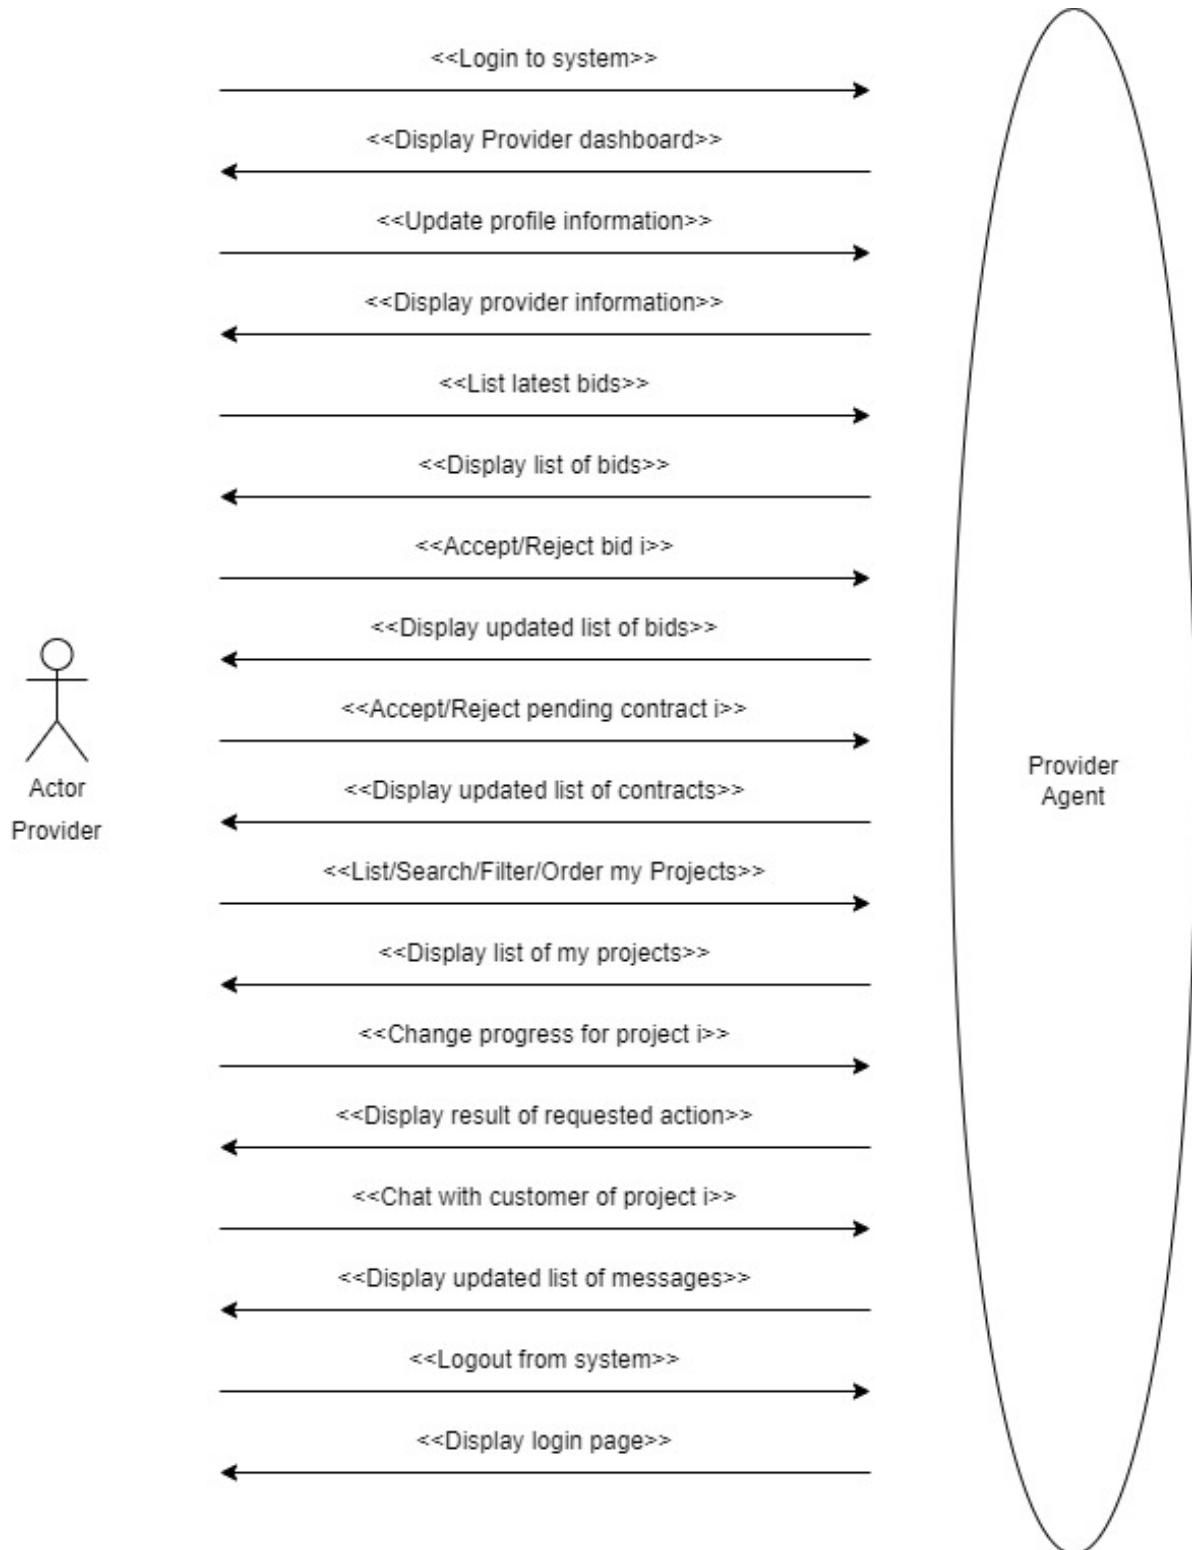 <<Login to system>>
<<Display Provider dashboard>>
<<Update profile information>>
<<Display provider information>>
<<List latest bids>>
<<Display list of bids>>
<<Accept/Reject bid i>>
<<Display updated list of bids>>
<<Accept/Reject pending contract i>>
<<Display updated list of contracts>>
<<List/Search/Filter/Order my Projects>>
<<Display list of my projects>>
<<Change progress for project i>>
<<Display result of requested action>>
<<Chat with customer of project i>>
<<Display updated list of messages>>
<<Logout from system>>
<<Display login page>>
Actor
Provider
Provider
Agent